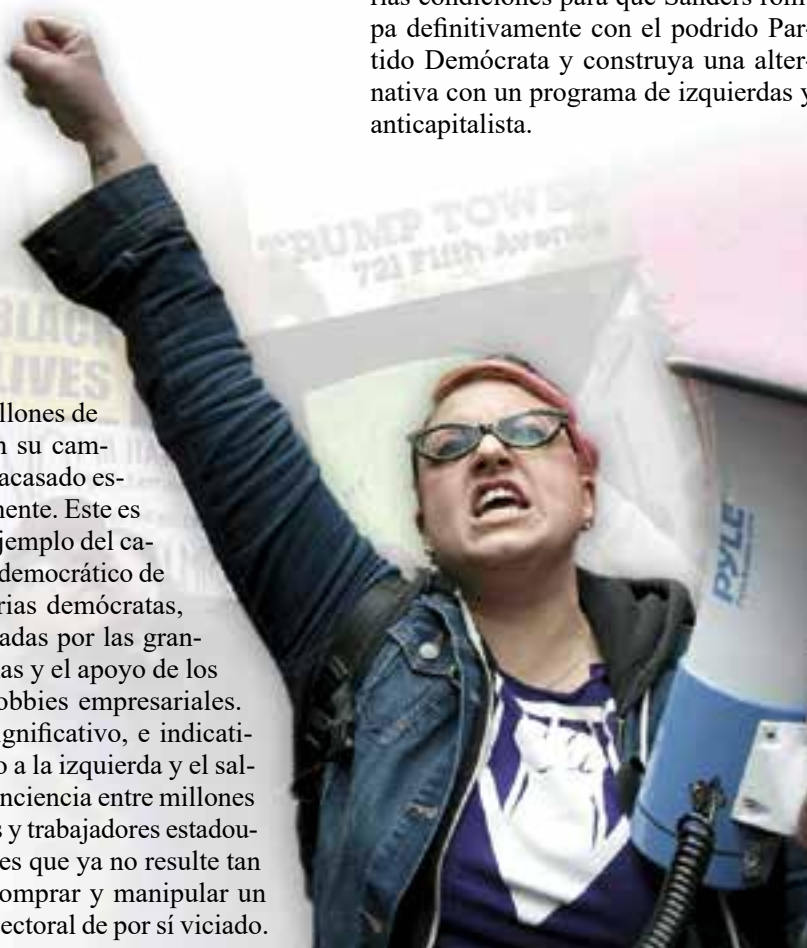 llones de
n su cam-
acasado es-
mente. Este es
jemplo del ca-
democrático de
rias demócratas,
adas por las gran-
as y el apoyo de los
obbies empresariales.
gnificativo, e indicati-
o a la izquierda y el sal-
nciencia entre millones
s y trabajadores estadou-
es que ya no resulte tan
omprar y manipular un
ectoral de por sí viciado.
rias condiciones para que Sanders rom-
pa definitivamente con el podrido Par-
tido Demócrata y construya una alter-
nativa con un programa de izquierdas y
anticapitalista.
TRUMP TOWER
721 Fifth Avenue
BLACK
LIVES
PYLE